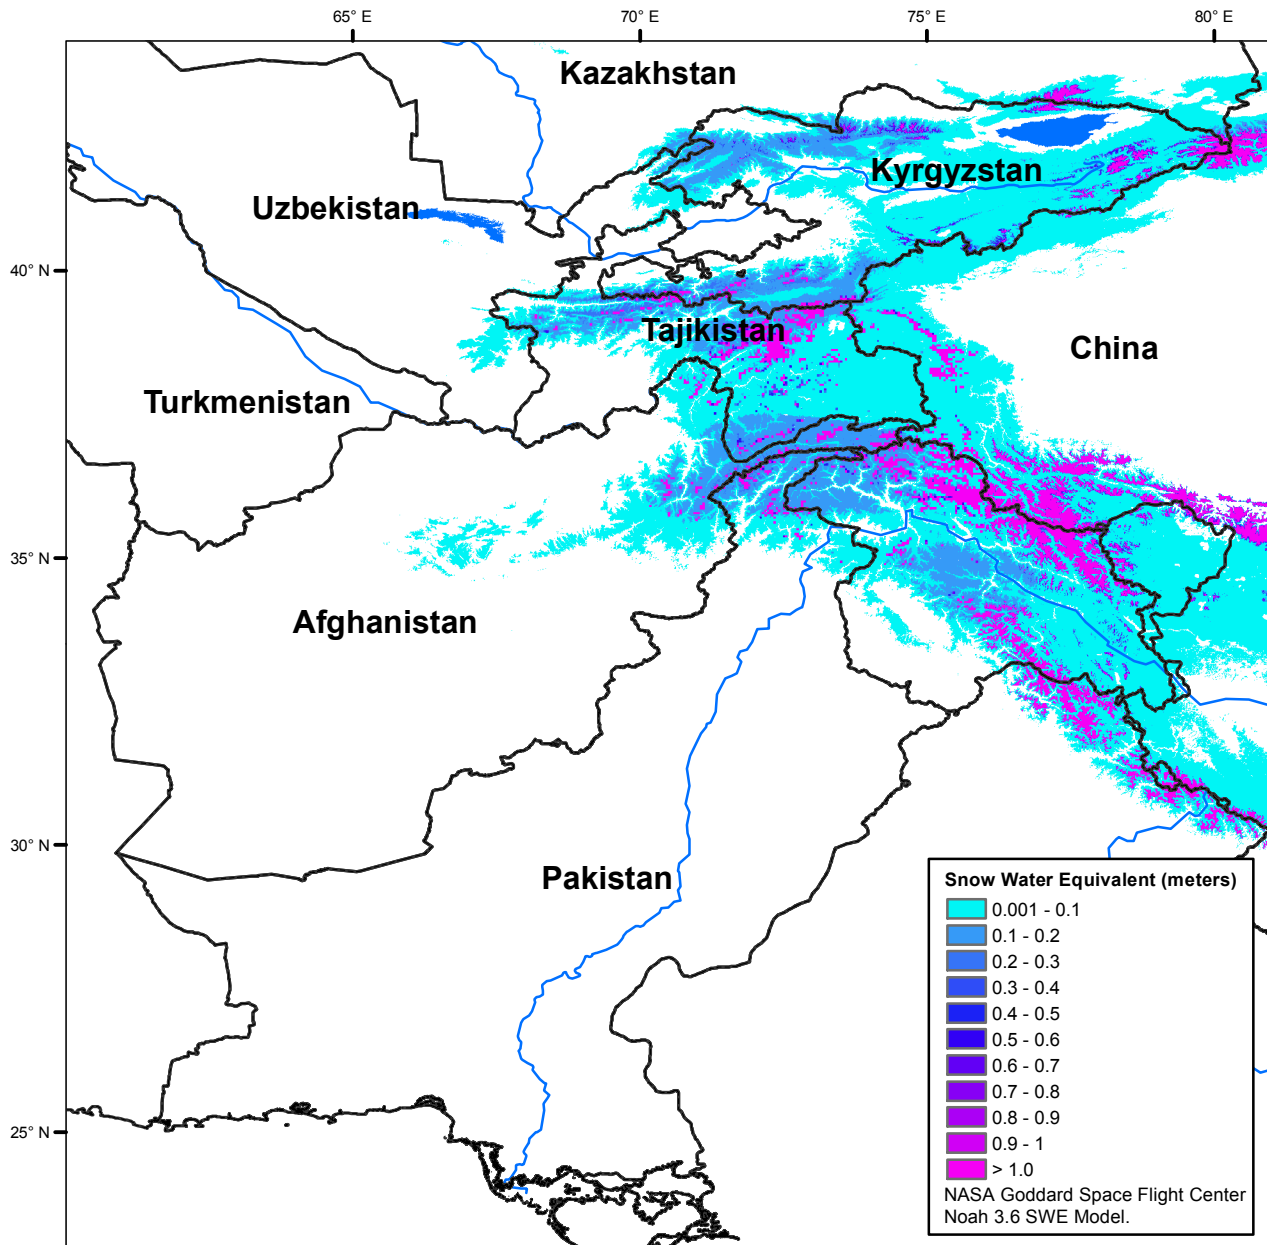 65° E
70° E
75° E
80° E
Kazakhstan
Kyrgyzstan
Uzbekistan
40° N
Tajikistan
China
Turkmenistan
35° N
Afghanistan
30° N
Pakistan
25° N
Snow Water Equivalent (meters)
0.001 - 0.1
0.1 - 0.2
0.2 - 0.3
0.3 - 0.4
0.4 - 0.5
0.5 - 0.6
0.6 - 0.7
0.7 - 0.8
0.8 - 0.9
0.9 - 1
> 1.0
NASA Goddard Space Flight Center
Noah 3.6 SWE Model.